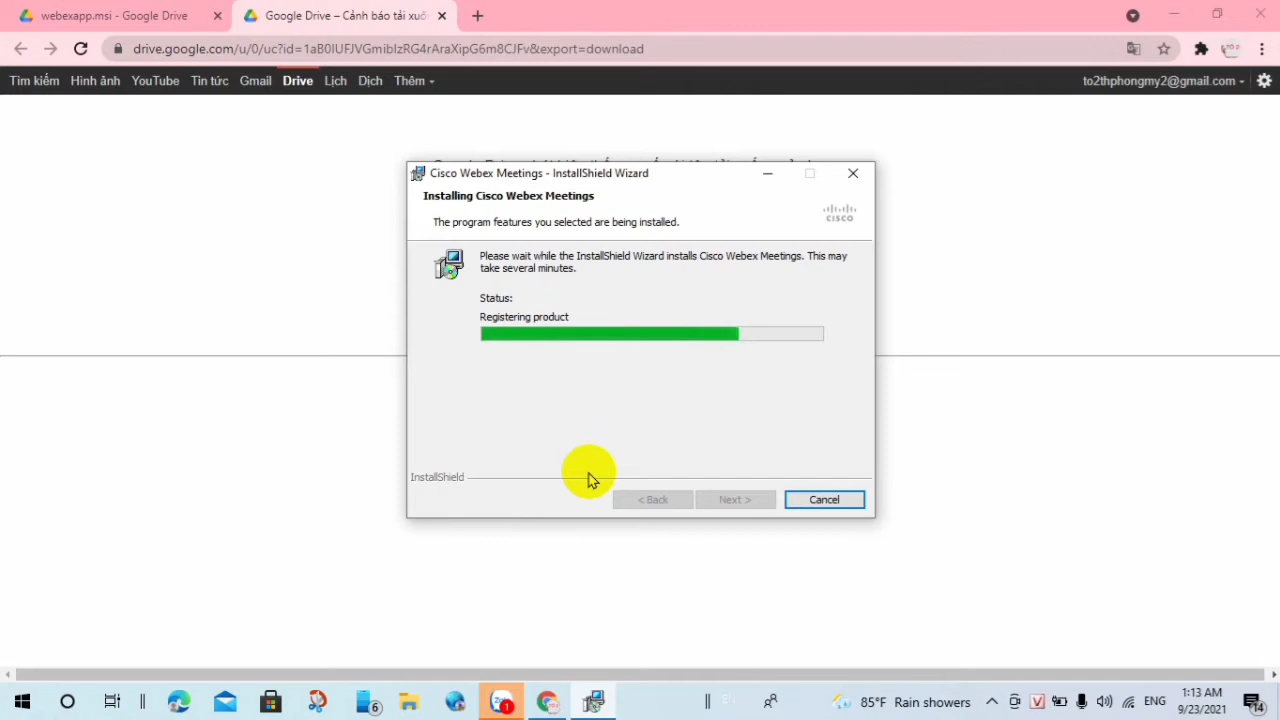 webexapp.msi - Google Drive
Google Drive – Cảnh báo tải xuố
drive.google.com/u/0/uc?id=1aB0IUFJVGmibIzRG4rAraXipG6m8CJFv&export=download
Tìm kiếm Hình ảnh YouTube Tin tức Gmail Drive Lịch Dịch Thêm
to2thphongmy2@gmail.com
Cisco Webex Meetings - InstallShield Wizard
Installing Cisco Webex Meetings
The program features you selected are being installed.
CISCO
Please wait while the InstallShield Wizard installs Cisco Webex Meetings. This may
take several minutes.
Status:
Registering product
InstallShield
< Back Next > Cancel
6
1
85°F Rain showers
ENG
1:13 AM
9/23/2021
14